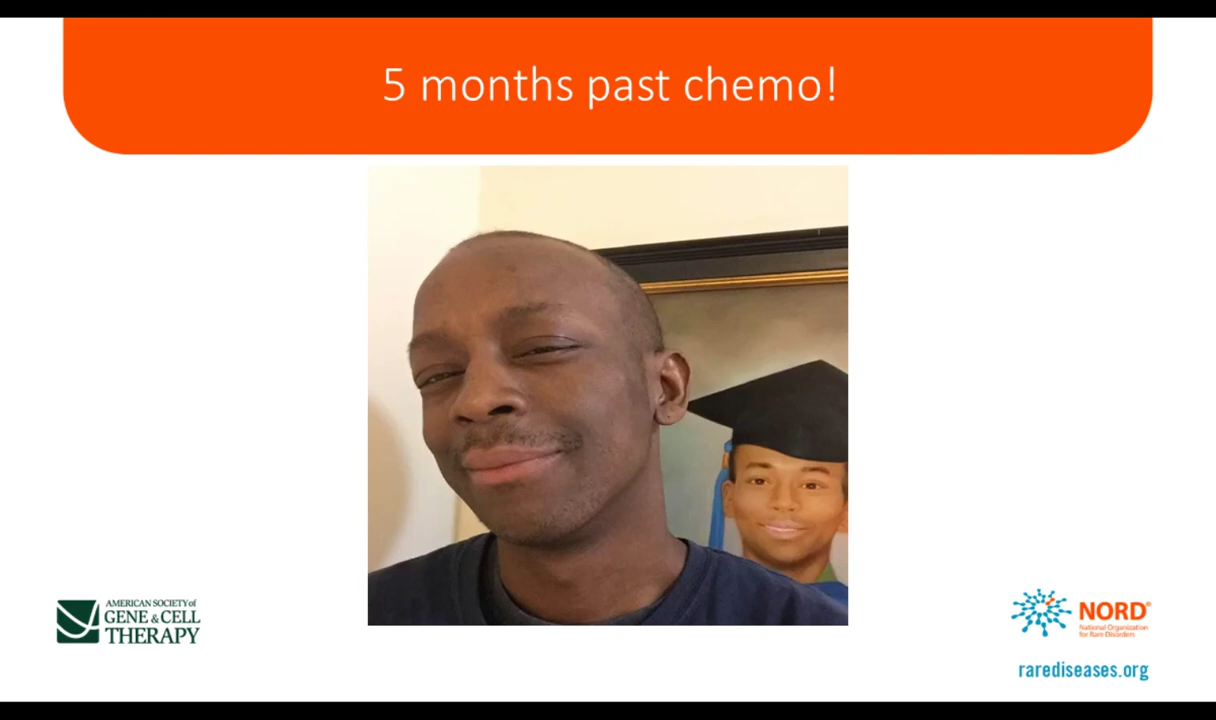 5 months past chemo!
AMERICAN SOCIETY of
GENE & CELL
THERAPY
NORD®
National Organization
for Rare Disorders
rarediseases.org